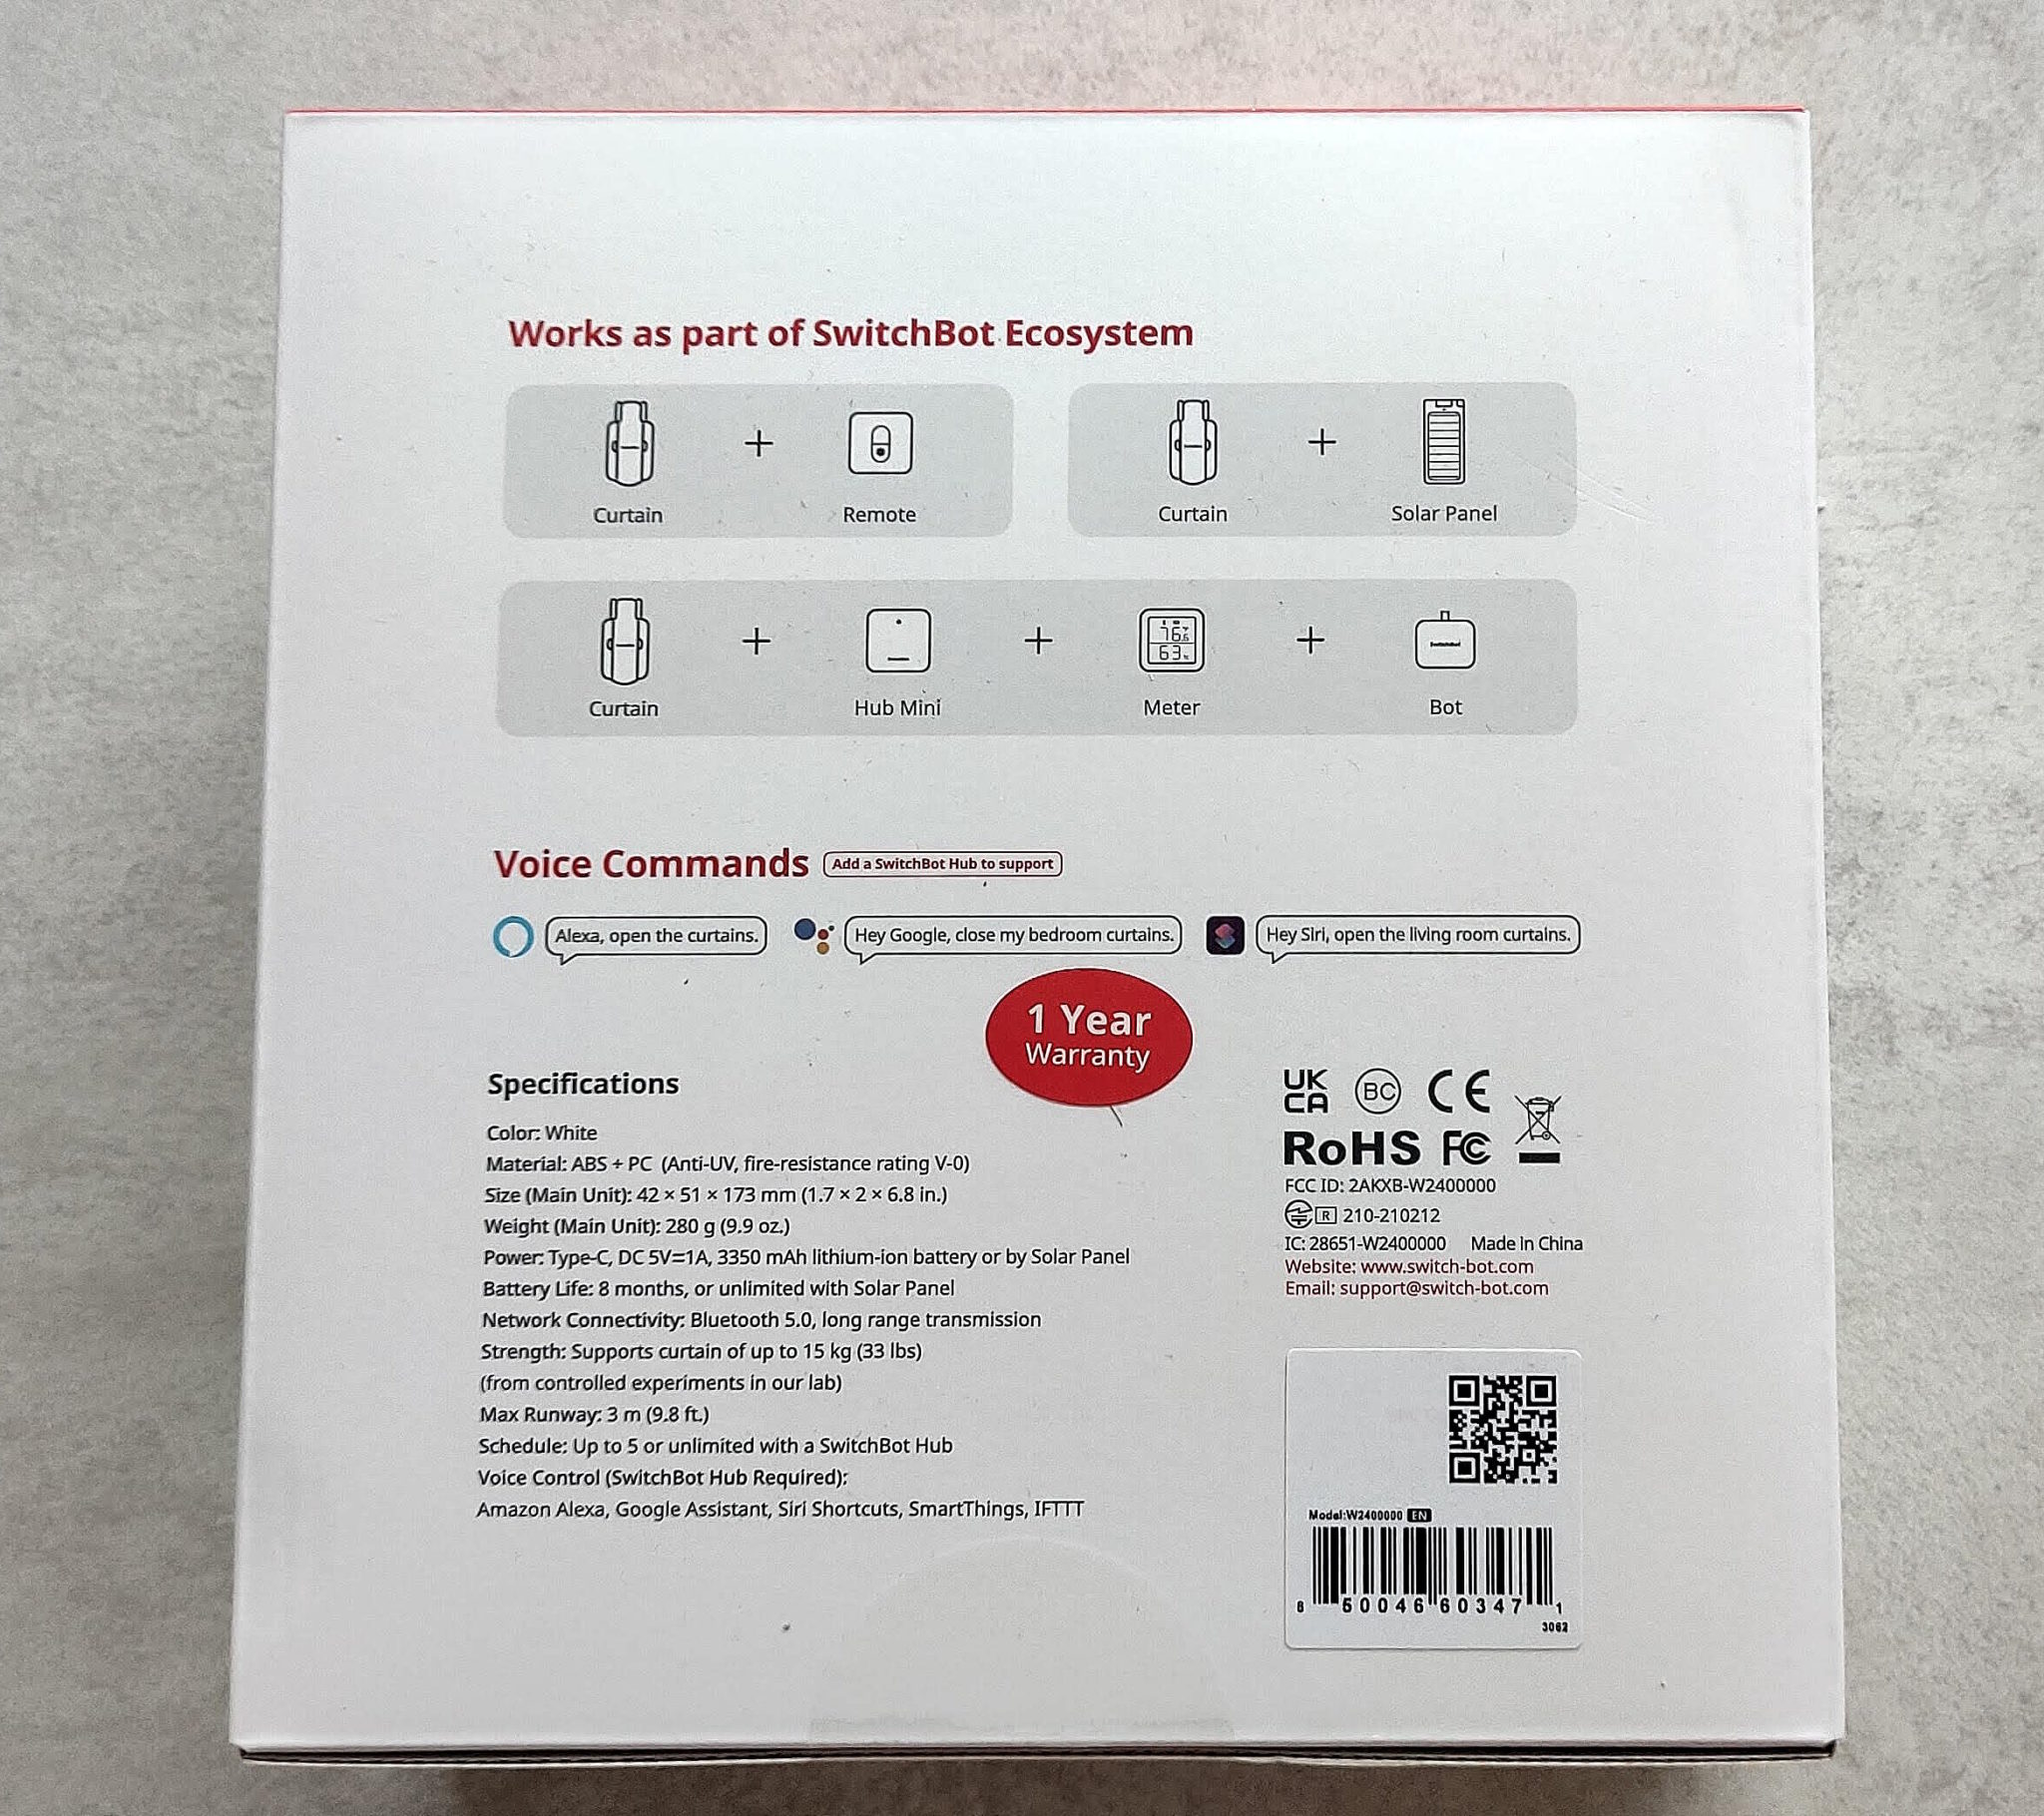 Works as part of SwitchBot Ecosystem
Curtain + Remote
Curtain + Solar Panel
76.6°F
63%
SwitchBot
Curtain + Hub Mini + Meter + Bot
Voice Commands Add a SwitchBot Hub to support
Alexa, open the curtains.
Hey Google, close my bedroom curtains.
Hey Siri, open the living room curtains.
1 Year
Warranty
Specifications
Color: White
Material: ABS + PC (Anti-UV, fire-resistance rating V-0)
Size (Main Unit): 42 × 51 × 173 mm (1.7 × 2 × 6.8 in.)
Weight (Main Unit): 280 g (9.9 oz.)
Power: Type-C, DC 5V=1A, 3350 mAh lithium-ion battery or by Solar Panel
Battery Life: 8 months, or unlimited with Solar Panel
Network Connectivity: Bluetooth 5.0, long range transmission
Strength: Supports curtain of up to 15 kg (33 lbs)
(from controlled experiments in our lab)
Max Runway: 3 m (9.8 ft.)
Schedule: Up to 5 or unlimited with a SwitchBot Hub
Voice Control (SwitchBot Hub Required):
Amazon Alexa, Google Assistant, Siri Shortcuts, SmartThings, IFTTT
UK
CA BC CE
RoHS FC
FCC ID: 2AKXB-W2400000
R 210-210212
IC: 28651-W2400000 Made in China
Website: www.switch-bot.com
Email: support@switch-bot.com
Model:W2400000 EN
8 50046 60347 1
3062